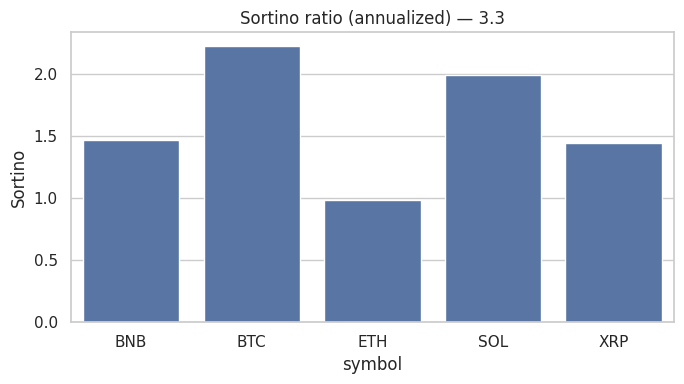 Sortino ratio (annualized) — 3.3
Sortino
2.0
1.5
1.0
0.5
0.0
BNB BTC ETH SOL XRP
symbol